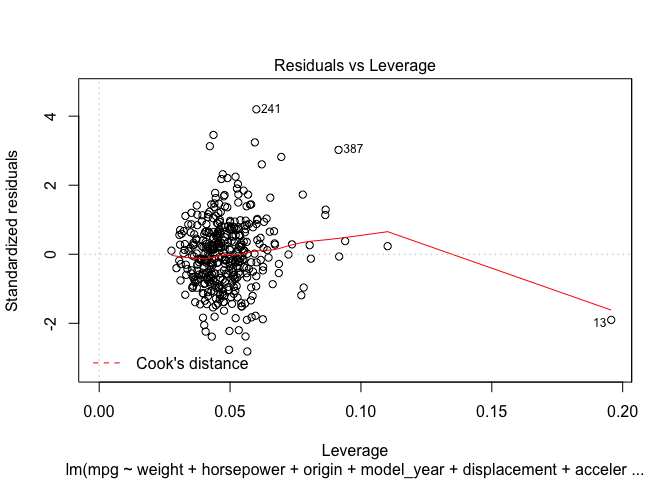 Residuals vs Leverage
Standardized residuals
4
2
0
-2
241
387
13
Cook's distance
0.00 0.05 0.10 0.15 0.20
Leverage
lm(mpg ~ weight + horsepower + origin + model_year + displacement + acceler ...